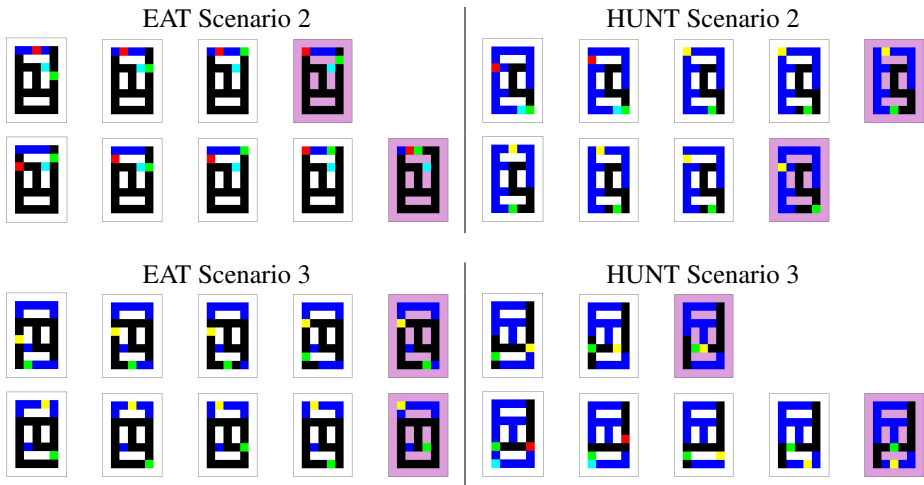 EAT Scenario 2
HUNT Scenario 2
EAT Scenario 3
HUNT Scenario 3